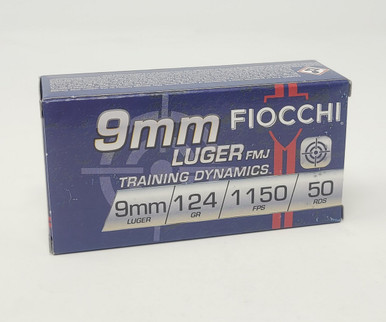 9mm FIOCCHI
LUGER FMJ
TRAINING DYNAMICS
9mm 124 1150 50
LUGER GR FPS RDS